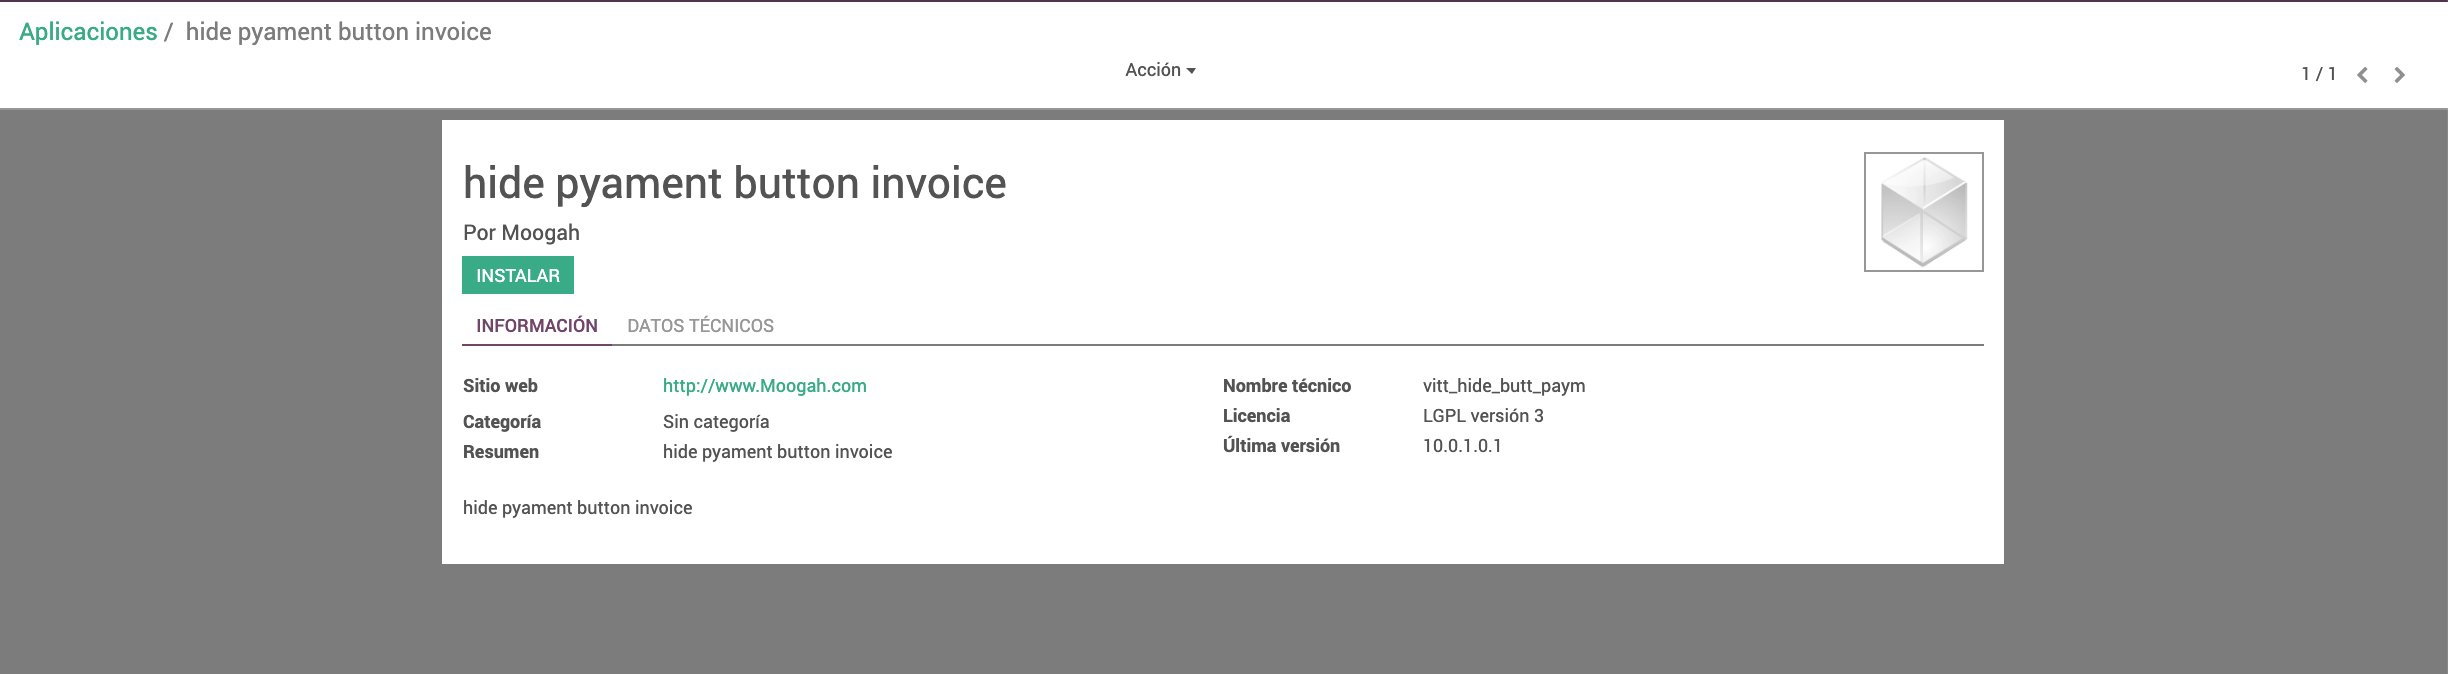 Aplicaciones / hide pyament button invoice
Acción
1 / 1
hide pyament button invoice
Por Moogah
INSTALAR
INFORMACIÓN DATOS TÉCNICOS
Sitio web http://www.Moogah.com
Categoría Sin categoría
Resumen hide pyament button invoice
Nombre técnico vitt_hide_butt_paym
Licencia LGPL versión 3
Última versión 10.0.1.0.1
hide pyament button invoice